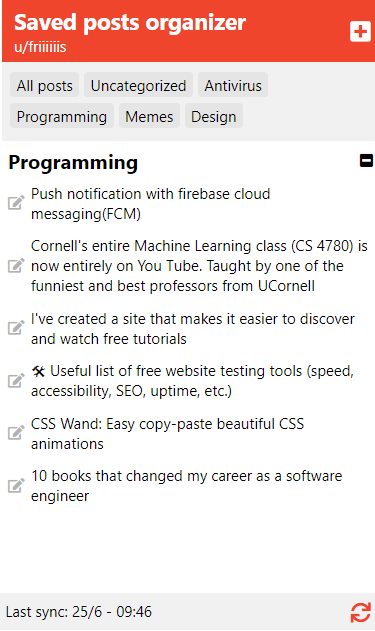 Saved posts organizer
u/friiiiiis
All posts Uncategorized Antivirus
Programming Memes Design
Programming
Push notification with firebase cloud
messaging(FCM)
Cornell's entire Machine Learning class (CS 4780) is
now entirely on You Tube. Taught by one of the
funniest and best professors from UCornell
I've created a site that makes it easier to discover
and watch free tutorials
🛠 Useful list of free website testing tools (speed,
accessibility, SEO, uptime, etc.)
CSS Wand: Easy copy-paste beautiful CSS
animations
10 books that changed my career as a software
engineer
Last sync: 25/6 - 09:46